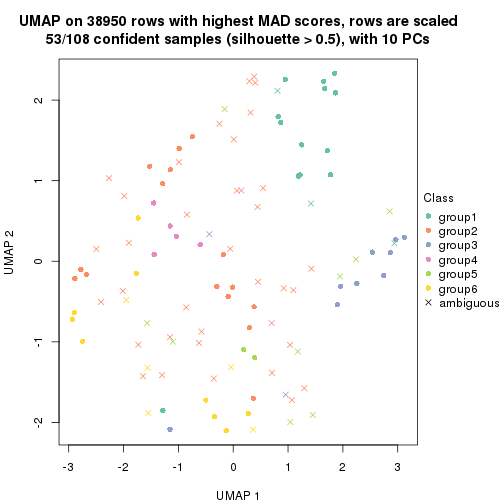 UMAP on 38950 rows with highest MAD scores, rows are scaled
53/108 confident samples (silhouette > 0.5), with 10 PCs
UMAP 2
2
1
0
-1
-2
-3
-2
-1
0
1
2
3
UMAP 1
Class
group1
group2
group3
group4
group5
group6
ambiguous